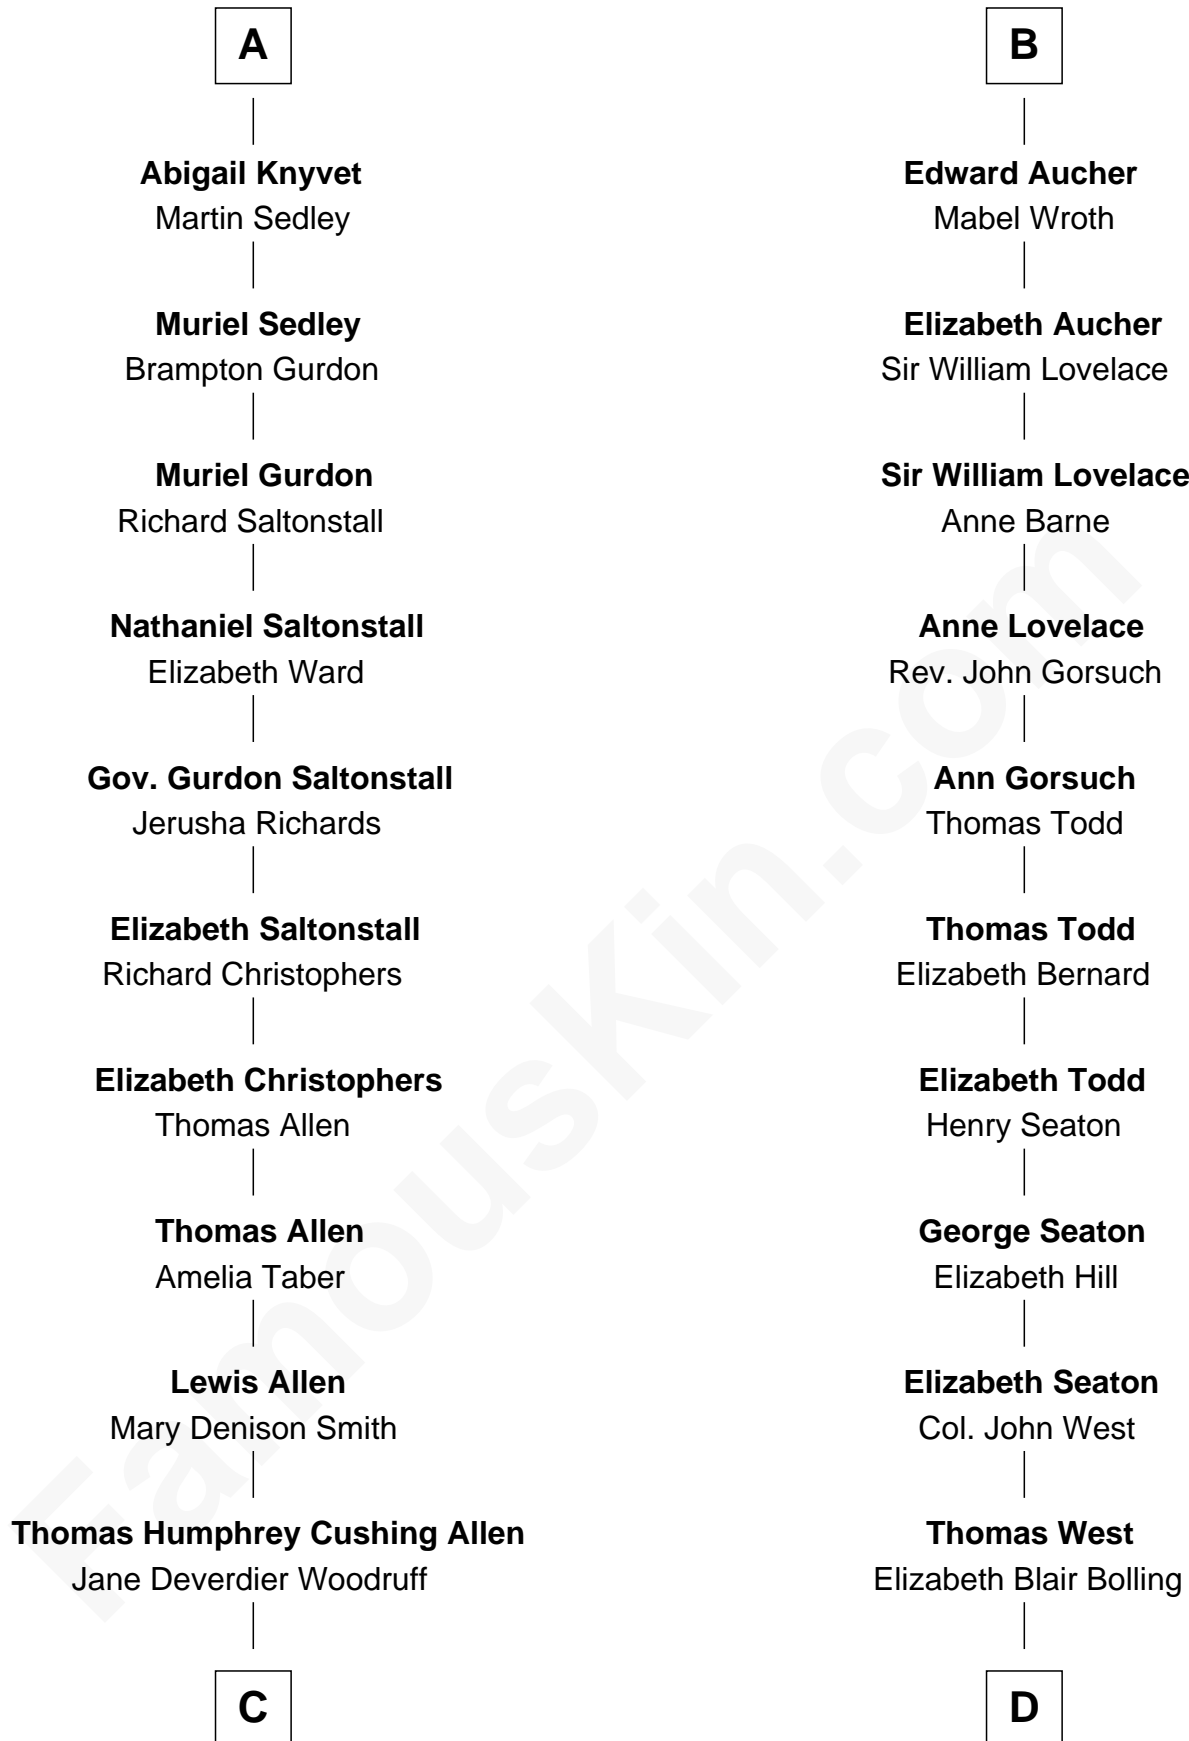 A
Abigail Knyvet
Martin Sedley
Muriel Sedley
Brampton Gurdon
Muriel Gurdon
Richard Saltonstall
Nathaniel Saltonstall
Elizabeth Ward
Gov. Gurdon Saltonstall
Jerusha Richards
Elizabeth Saltonstall
Richard Christophers
Elizabeth Christophers
Thomas Allen
Thomas Allen
Amelia Taber
Lewis Allen
Mary Denison Smith
Thomas Humphrey Cushing Allen
Jane Deverdier Woodruff
C
B
Edward Aucher
Mabel Wroth
Elizabeth Aucher
Sir William Lovelace
Sir William Lovelace
Anne Barne
Anne Lovelace
Rev. John Gorsuch
Ann Gorsuch
Thomas Todd
Thomas Todd
Elizabeth Bernard
Elizabeth Todd
Henry Seaton
George Seaton
Elizabeth Hill
Elizabeth Seaton
Col. John West
Thomas West
Elizabeth Blair Bolling
D
FamousKin.com